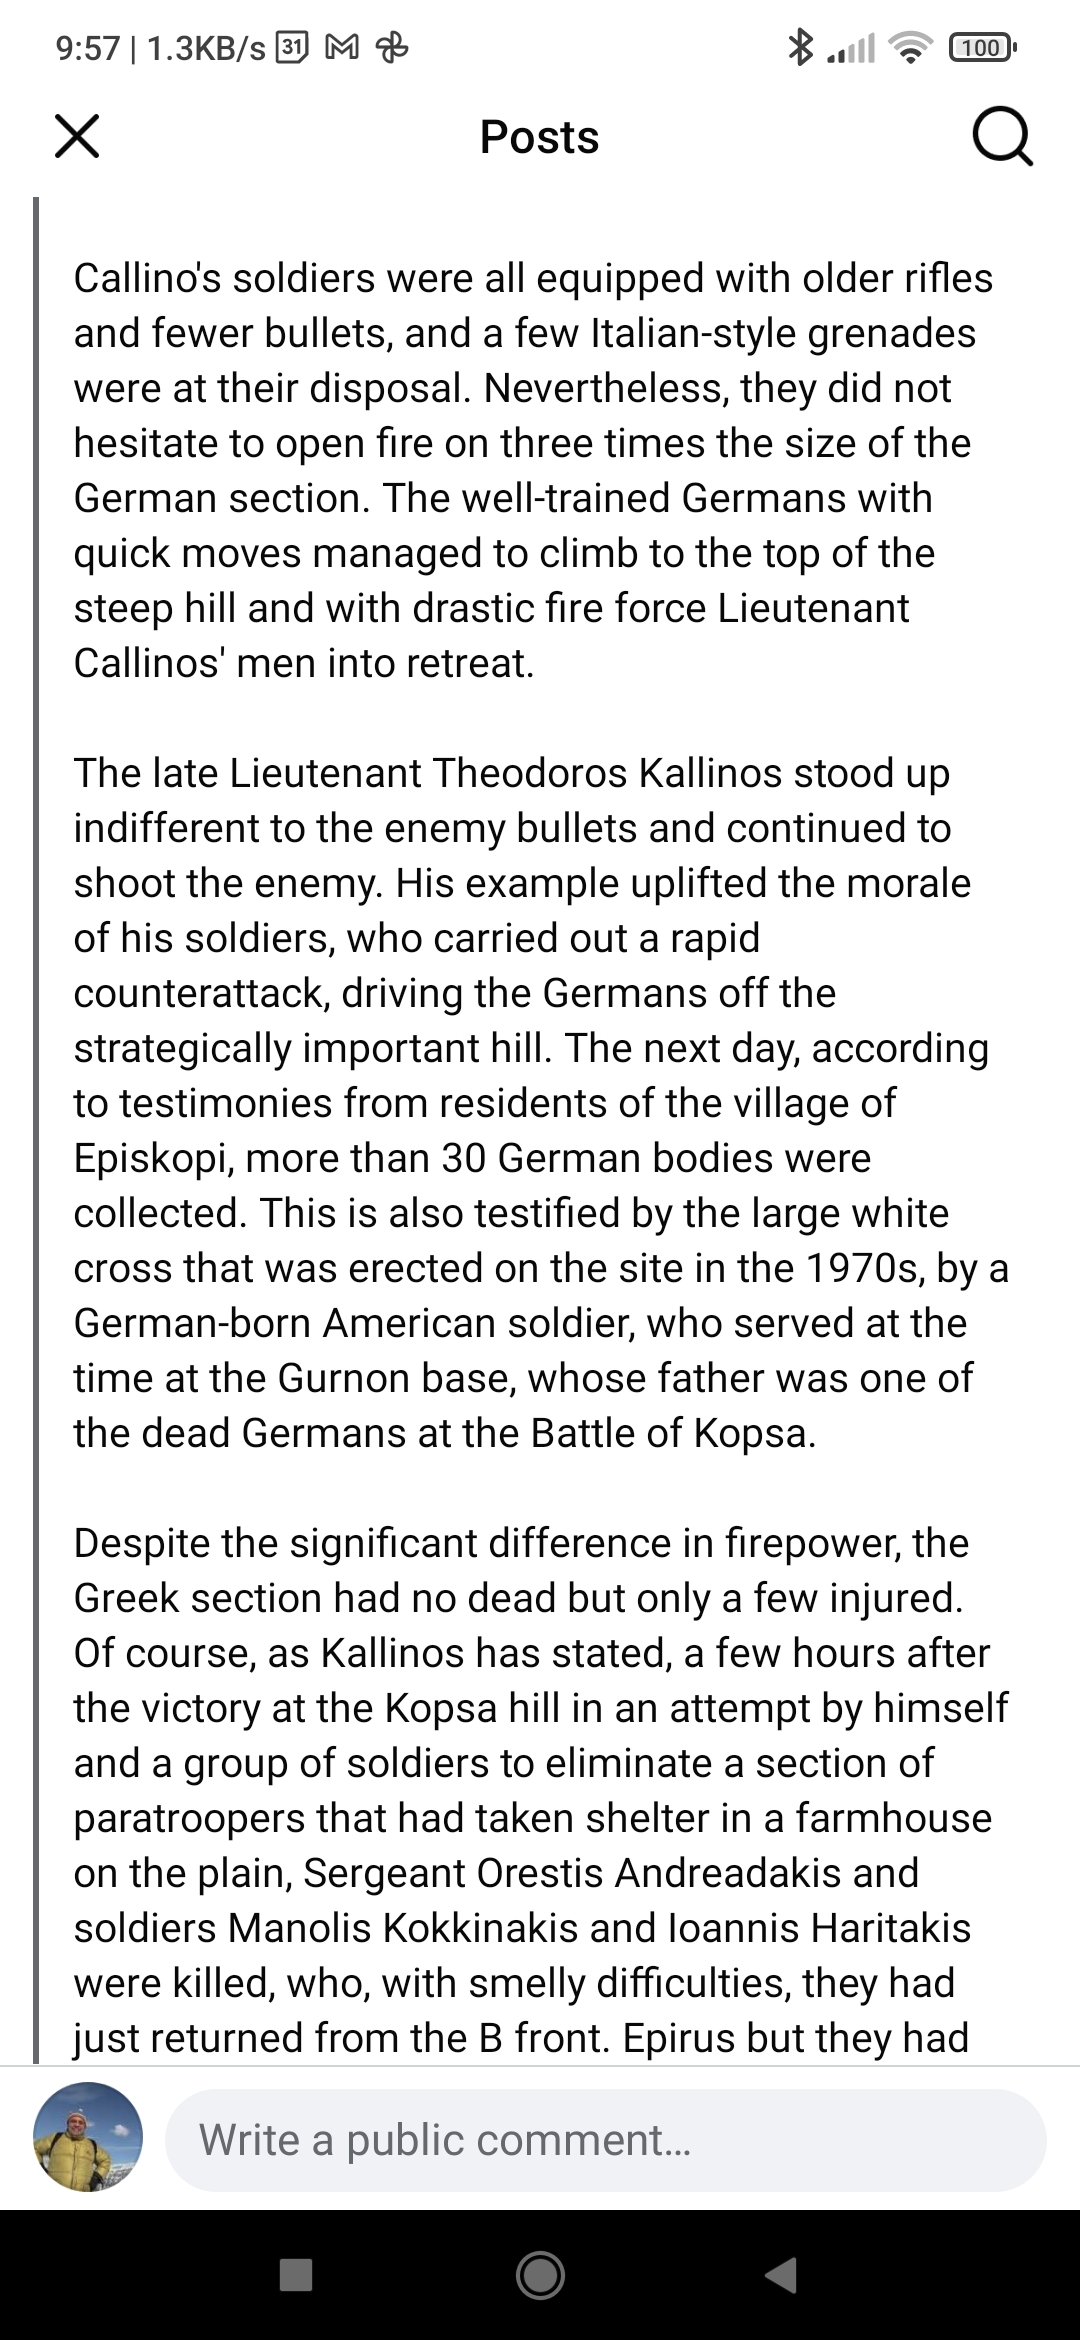 9:57 | 1.3KB/s 31
100
Posts
Callino's soldiers were all equipped with older rifles
and fewer bullets, and a few Italian-style grenades
were at their disposal. Nevertheless, they did not
hesitate to open fire on three times the size of the
German section. The well-trained Germans with
quick moves managed to climb to the top of the
steep hill and with drastic fire force Lieutenant
Callinos' men into retreat.
The late Lieutenant Theodoros Kallinos stood up
indifferent to the enemy bullets and continued to
shoot the enemy. His example uplifted the morale
of his soldiers, who carried out a rapid
counterattack, driving the Germans off the
strategically important hill. The next day, according
to testimonies from residents of the village of
Episkopi, more than 30 German bodies were
collected. This is also testified by the large white
cross that was erected on the site in the 1970s, by a
German-born American soldier, who served at the
time at the Gurnon base, whose father was one of
the dead Germans at the Battle of Kopsa.
Despite the significant difference in firepower, the
Greek section had no dead but only a few injured.
Of course, as Kallinos has stated, a few hours after
the victory at the Kopsa hill in an attempt by himself
and a group of soldiers to eliminate a section of
paratroopers that had taken shelter in a farmhouse
on the plain, Sergeant Orestis Andreadakis and
soldiers Manolis Kokkinakis and Ioannis Haritakis
were killed, who, with smelly difficulties, they had
just returned from the B front. Epirus but they had
Write a public comment...